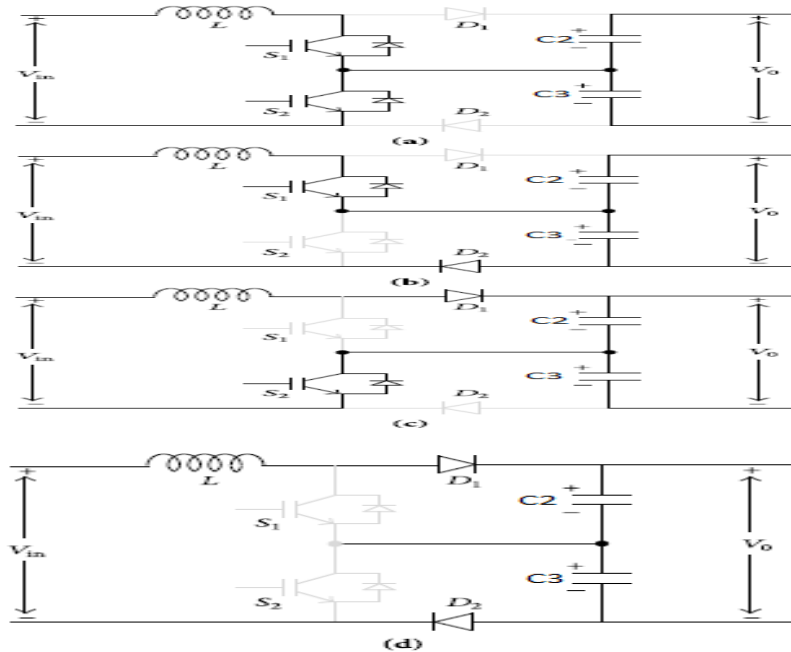 L D₁ C2 +
S₁ −
Vin V₀
S₂ C3 +
D₂ −
(a)
L D₁ C2 +
S₁ −
Vin V₀
S₂ C3 +
D₂ −
(b)
L D₁ C2 +
S₁ −
Vin V₀
S₂ C3 +
D₂ −
(c)
L D₁ C2 +
S₁ −
Vin V₀
S₂ C3 +
D₂ −
(d)